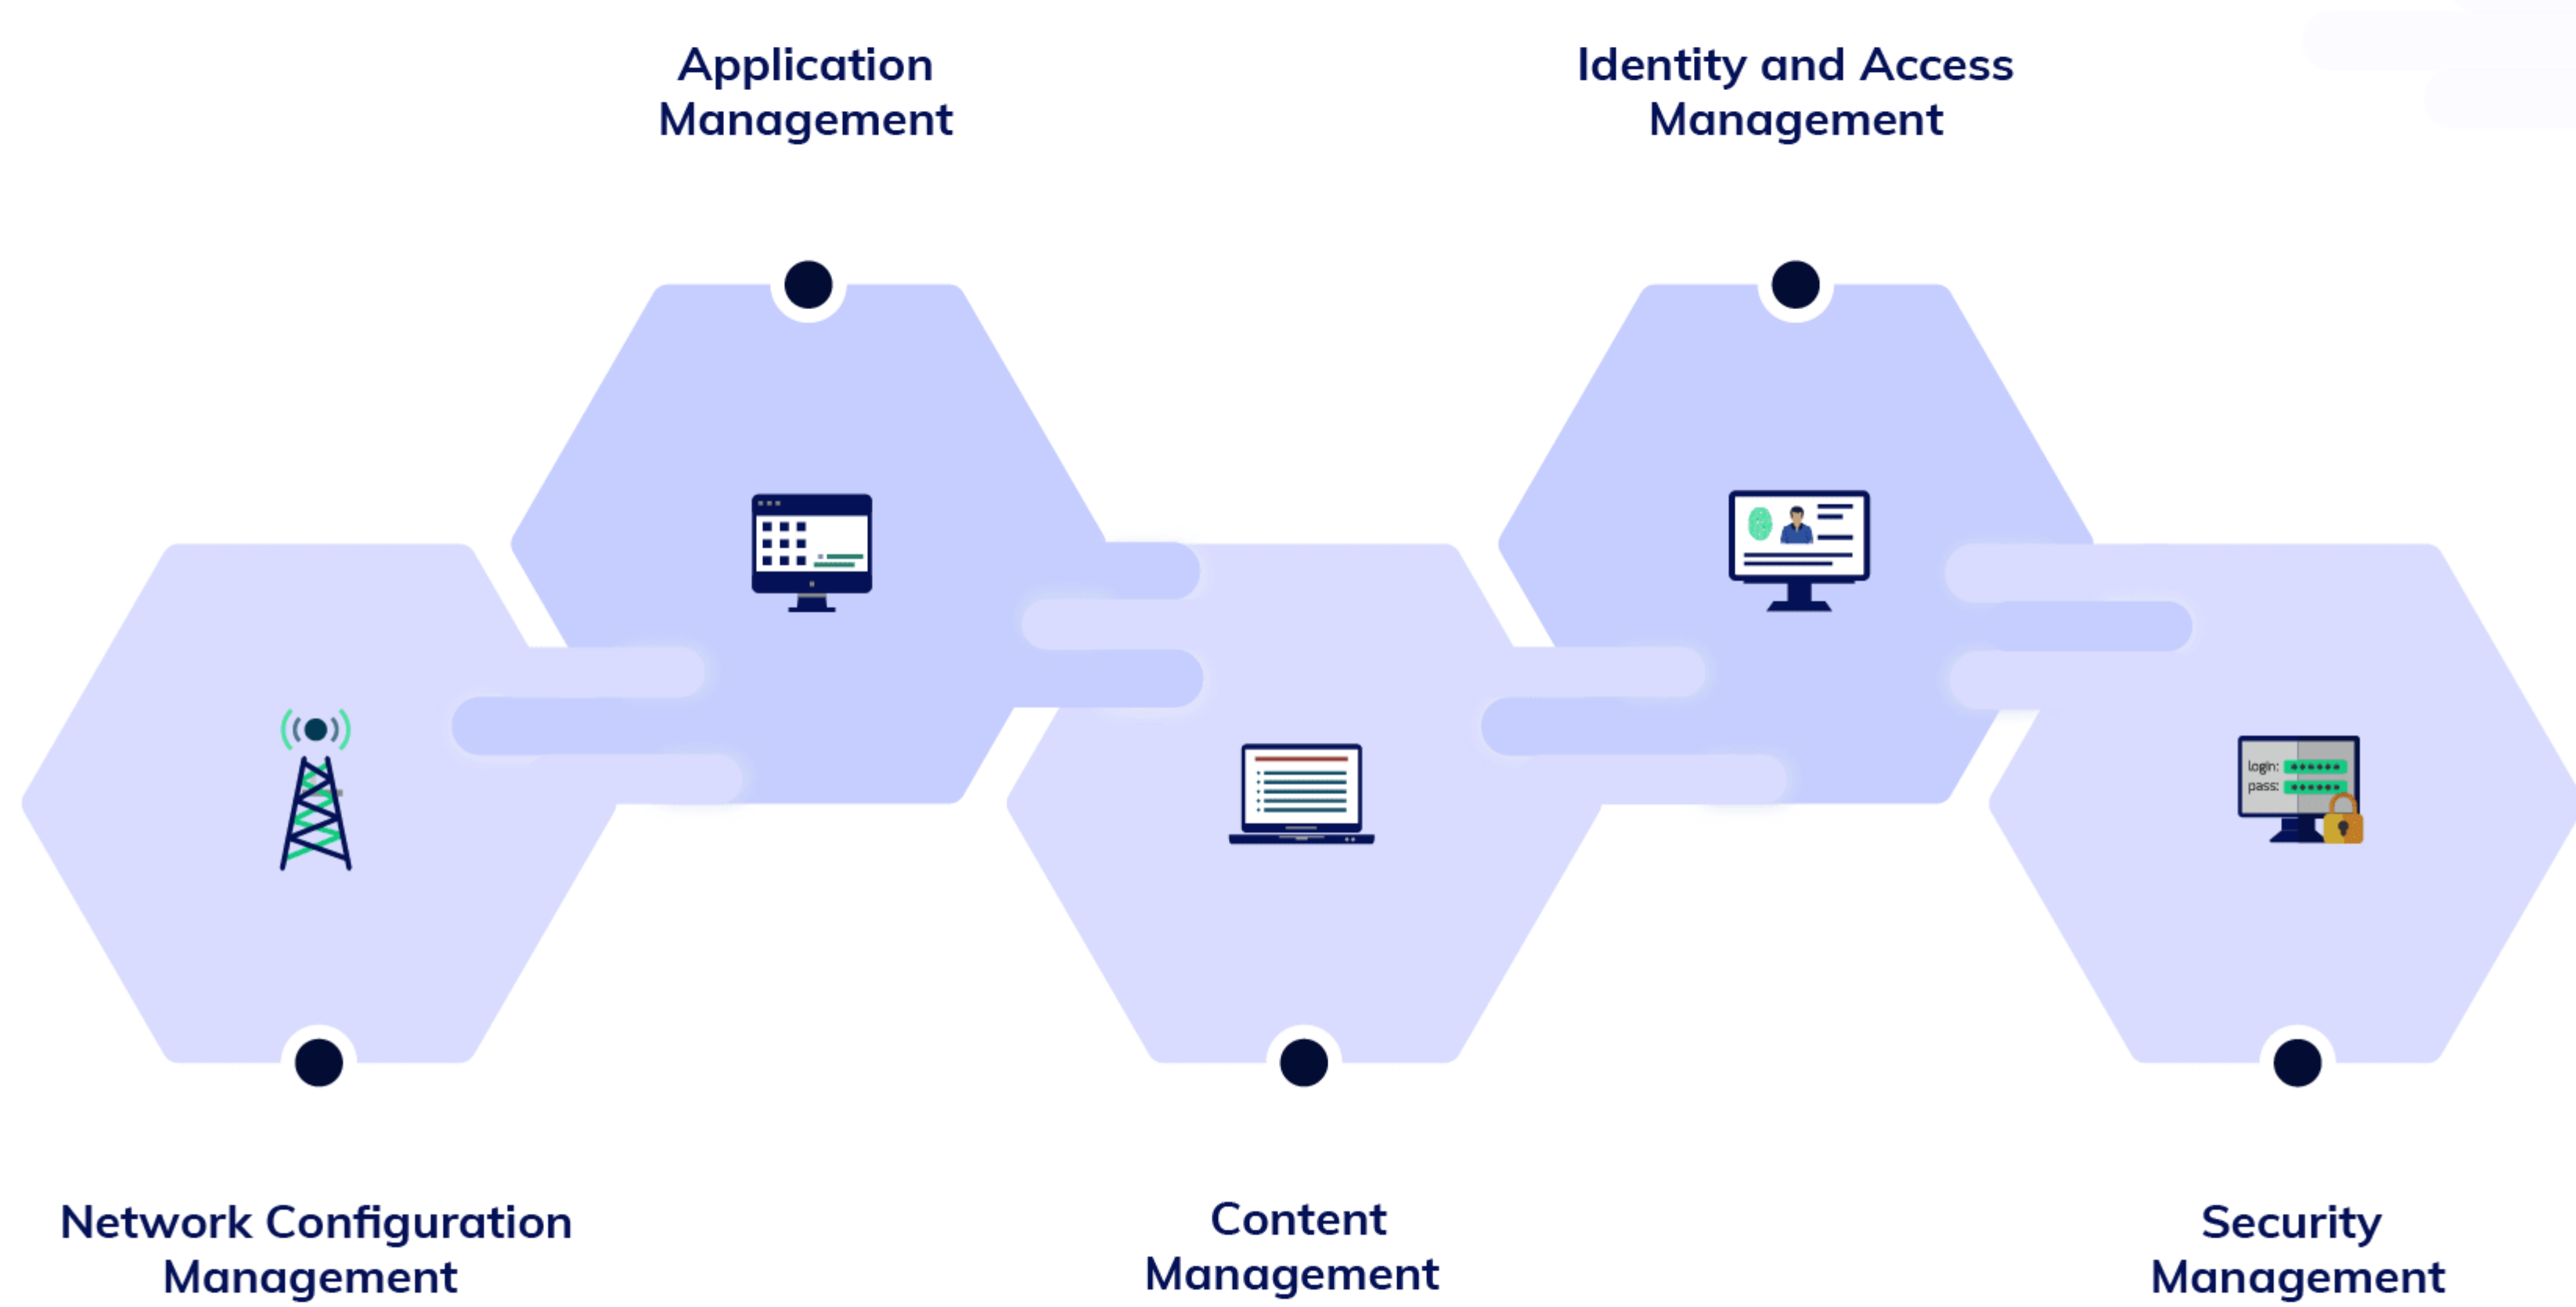 Application
Management
Identity and Access
Management
login: ******
pass: ******
Network Configuration
Management
Content
Management
Security
Management